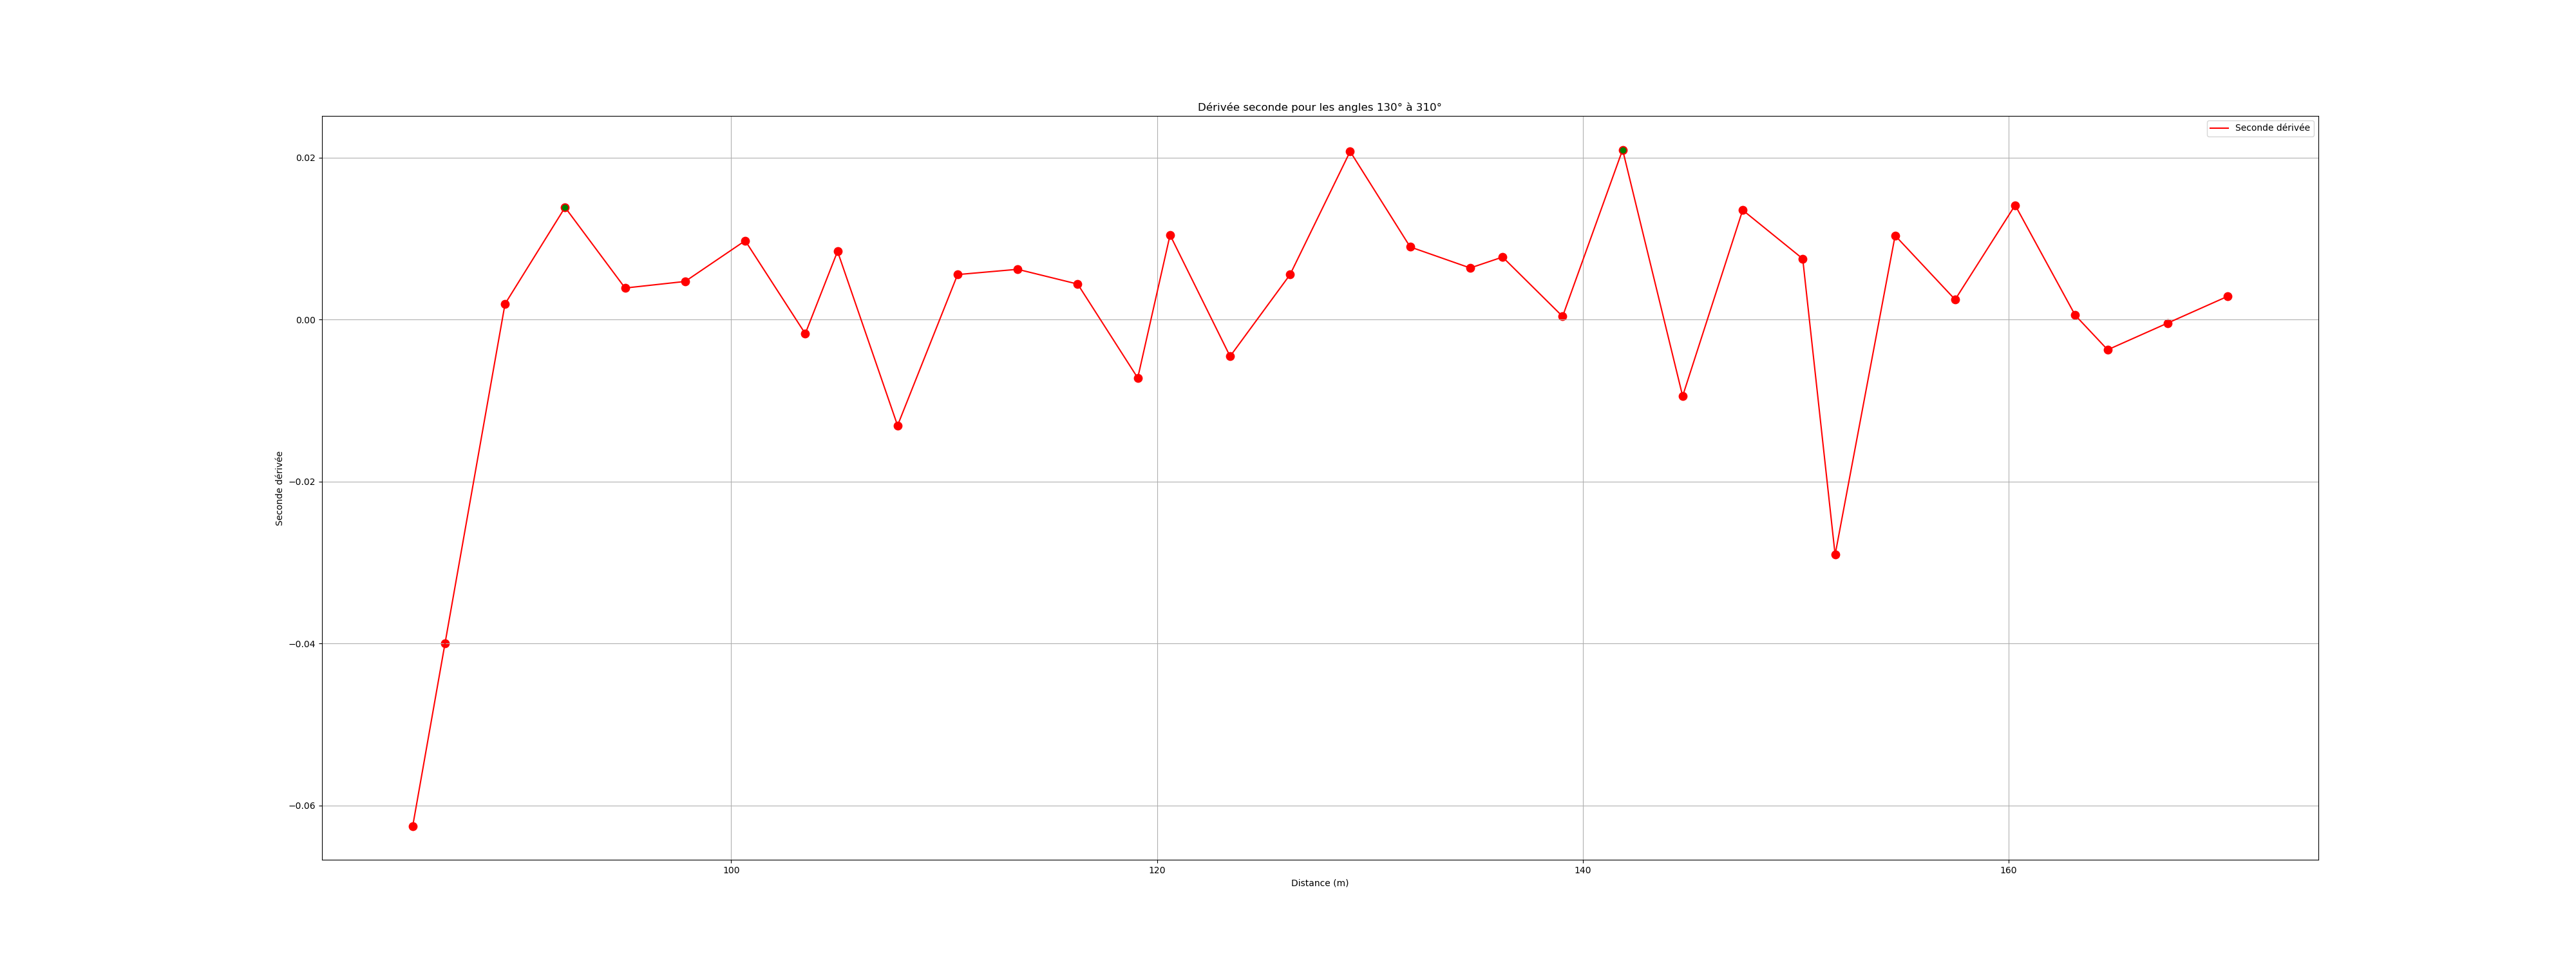 Dérivée seconde pour les angles 130° à 310°
Seconde dérivée
0.02
0.00
−0.02
−0.04
−0.06
Seconde dérivée
100
120
140
160
Distance (m)